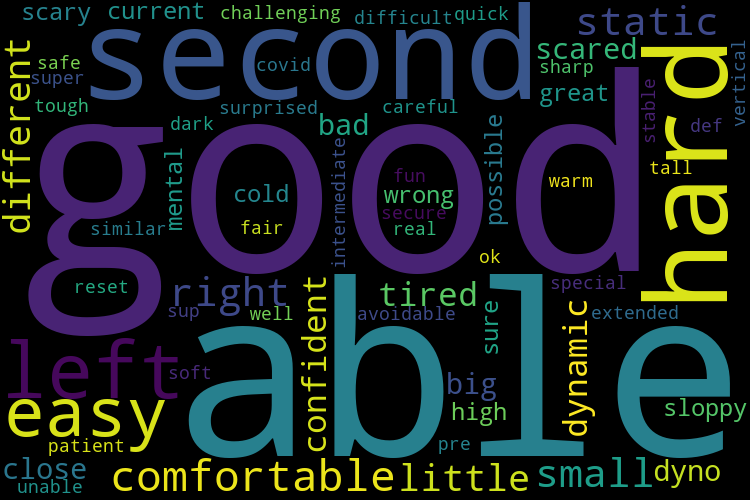 scary
current
challenging
difficult
quick
static
second
safe
super
covid
scared
sharp
tough
surprised
careful
great
different
dark
bad
possible
stable
def
vertical
hard
good
mental
intermediate
fun
cold
wrong
warm
tall
secure
similar
fair
real
ok
reset
right
tired
special
sup
well
confident
avoidable
sure
dynamic
extended
left
soft
able
big
easy
high
sloppy
patient
pre
close
unable
comfortable
little
small
dyno